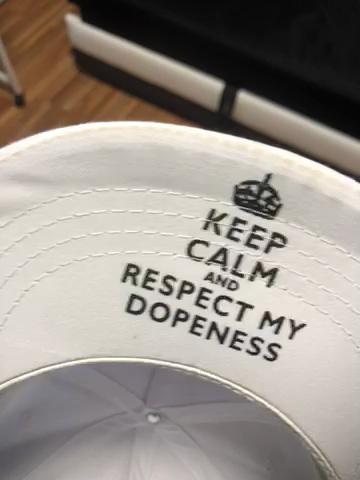 KEEP
CALM
AND
RESPECT MY
DOPENESS